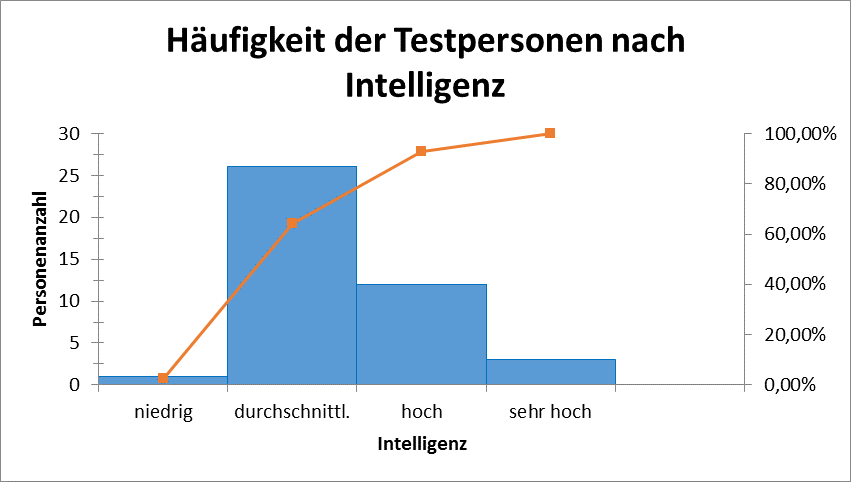 Häufigkeit der Testpersonen nach
Intelligenz
Personenanzahl
30
25
20
15
10
5
0
100,00%
80,00%
60,00%
40,00%
20,00%
0,00%
niedrig
durchschnittl.
hoch
sehr hoch
Intelligenz